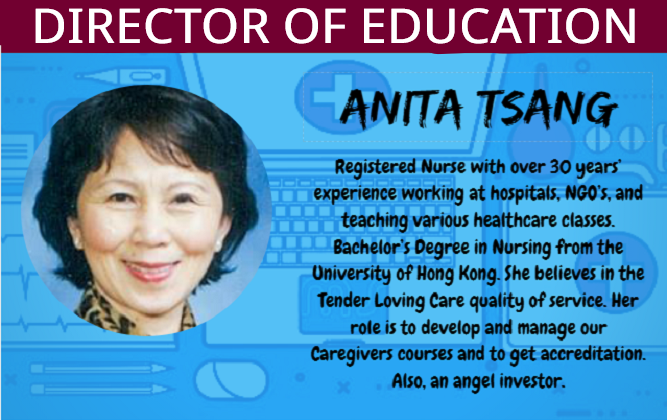 DIRECTOR OF EDUCATION
ANITA TSANG
Registered Nurse with over 30 years'
experience working at hospitals, NGO's, and
teaching various healthcare classes.
Bachelor's Degree in Nursing from the
University of Hong Kong. She believes in the
Tender Loving Care quality of service. Her
role is to develop and manage our
Caregivers courses and to get accreditation.
Also, an angel investor.